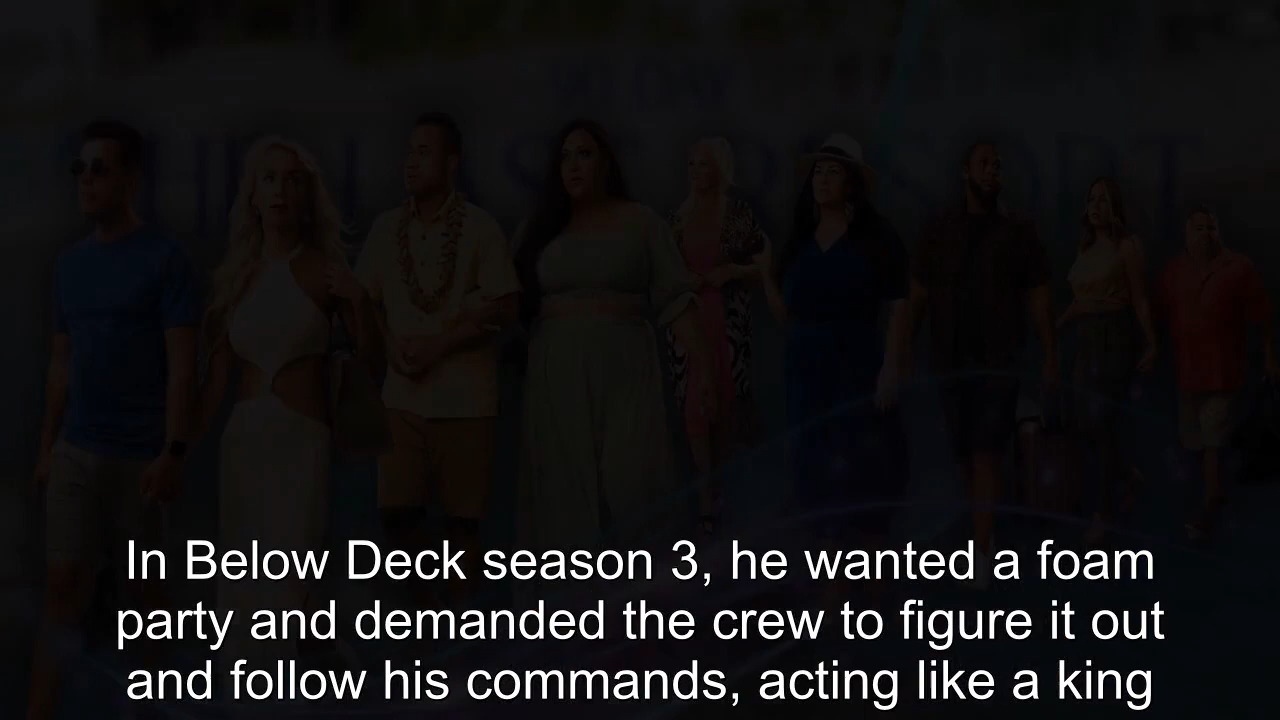 In Below Deck season 3, he wanted a foam
party and demanded the crew to figure it out
and follow his commands, acting like a king